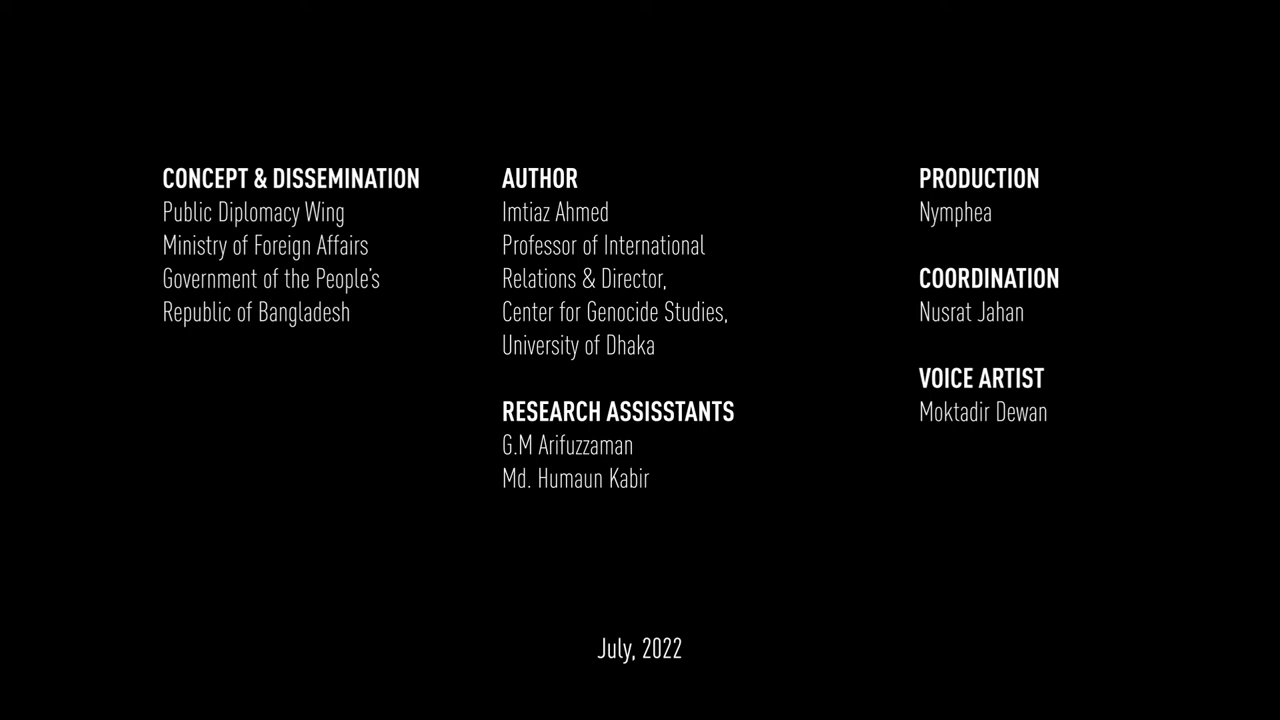 CONCEPT & DISSEMINATION
Public Diplomacy Wing
Ministry of Foreign Affairs
Government of the People's
Republic of Bangladesh
AUTHOR
Imtiaz Ahmed
Professor of International
Relations & Director,
Center for Genocide Studies,
University of Dhaka
RESEARCH ASSISSTANTS
G.M Arifuzzaman
Md. Humaun Kabir
PRODUCTION
Nymphea
COORDINATION
Nusrat Jahan
VOICE ARTIST
Moktadir Dewan
July, 2022